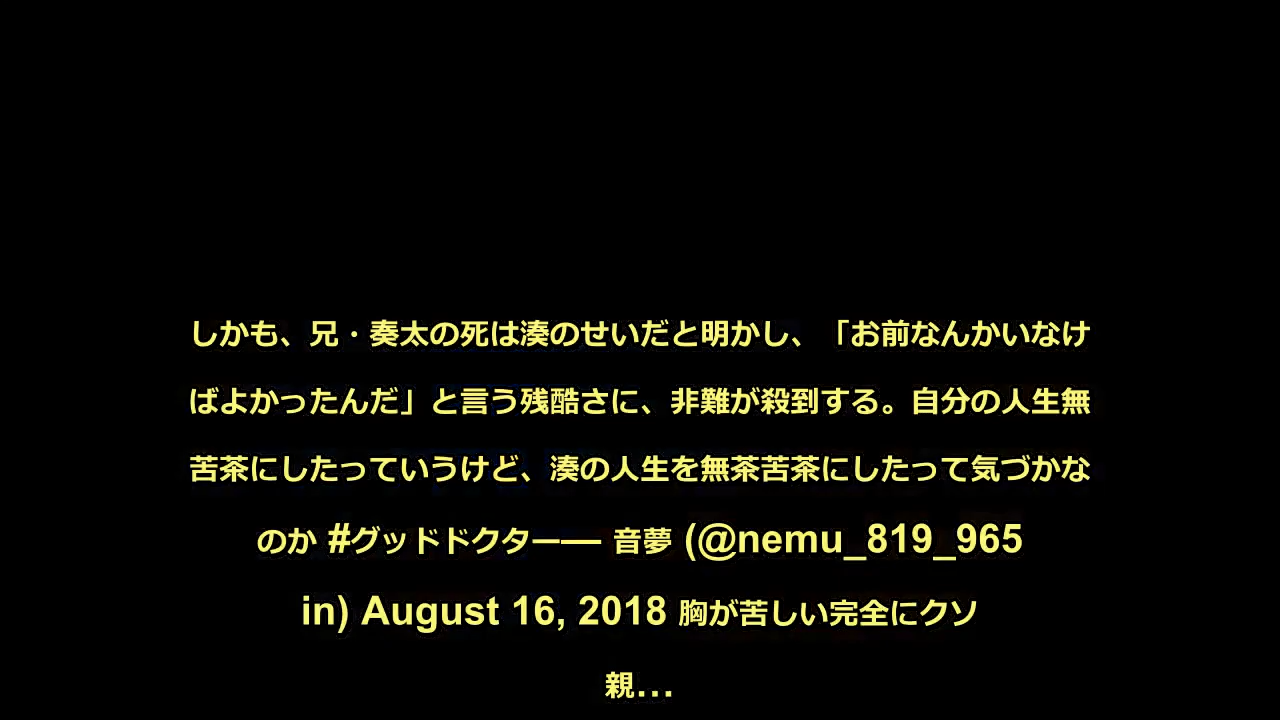 しかも、兄・奏太の死は湊のせいだと明かし、「お前なんかいなけ
ばよかったんだ」と言う残酷さに、非難が殺到する。自分の人生無
苦茶にしたっていうけど、湊の人生を無茶苦茶にしたって気づかな
のか #グッドドクター— 音夢 (@nemu_819_965
in) August 16, 2018 胸が苦しい完全にクソ
親...